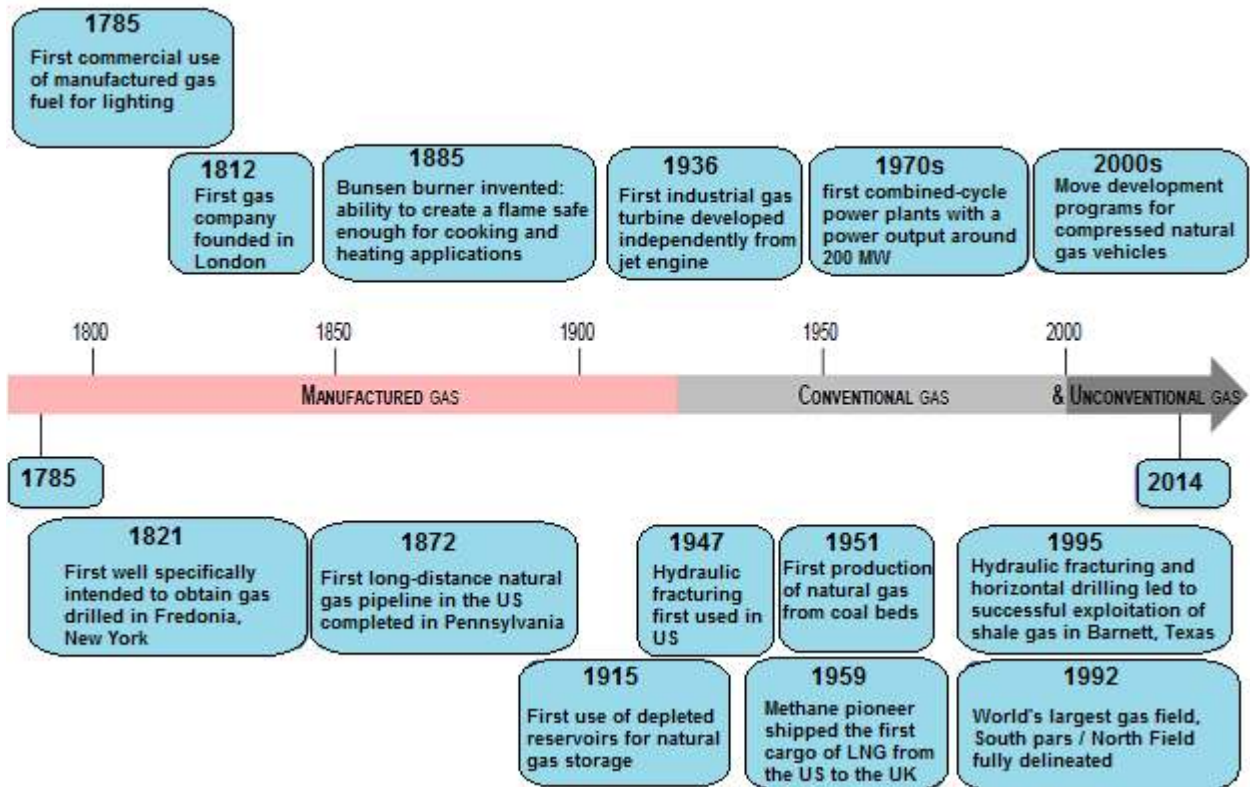 1785
First commercial use
of manufactured gas
fuel for lighting
1812
First gas
company
founded in
London
1885
Bunsen burner invented:
ability to create a flame safe
enough for cooking and
heating applications
1936
First industrial gas
turbine developed
independently from
jet engine
1970s
first combined-cycle
power plants with a
power output around
200 MW
2000s
Move development
programs for
compressed natural
gas vehicles
1800
1850
1900
1950
2000
MANUFACTURED GAS
CONVENTIONAL GAS
& UNCONVENTIONAL GAS
1785
2014
1821
First well specifically
intended to obtain gas
drilled in Fredonia,
New York
1872
First long-distance natural
gas pipeline in the US
completed in Pennsylvania
1947
Hydraulic
fracturing
first used in
US
1951
First production
of natural gas
from coal beds
1995
Hydraulic fracturing and
horizontal drilling led to
successful exploitation of
shale gas in Barnett, Texas
1915
First use of depleted
reservoirs for natural
gas storage
1959
Methane pioneer
shipped the first
cargo of LNG from
the US to the UK
1992
World's largest gas field,
South pars / North Field
fully delineated